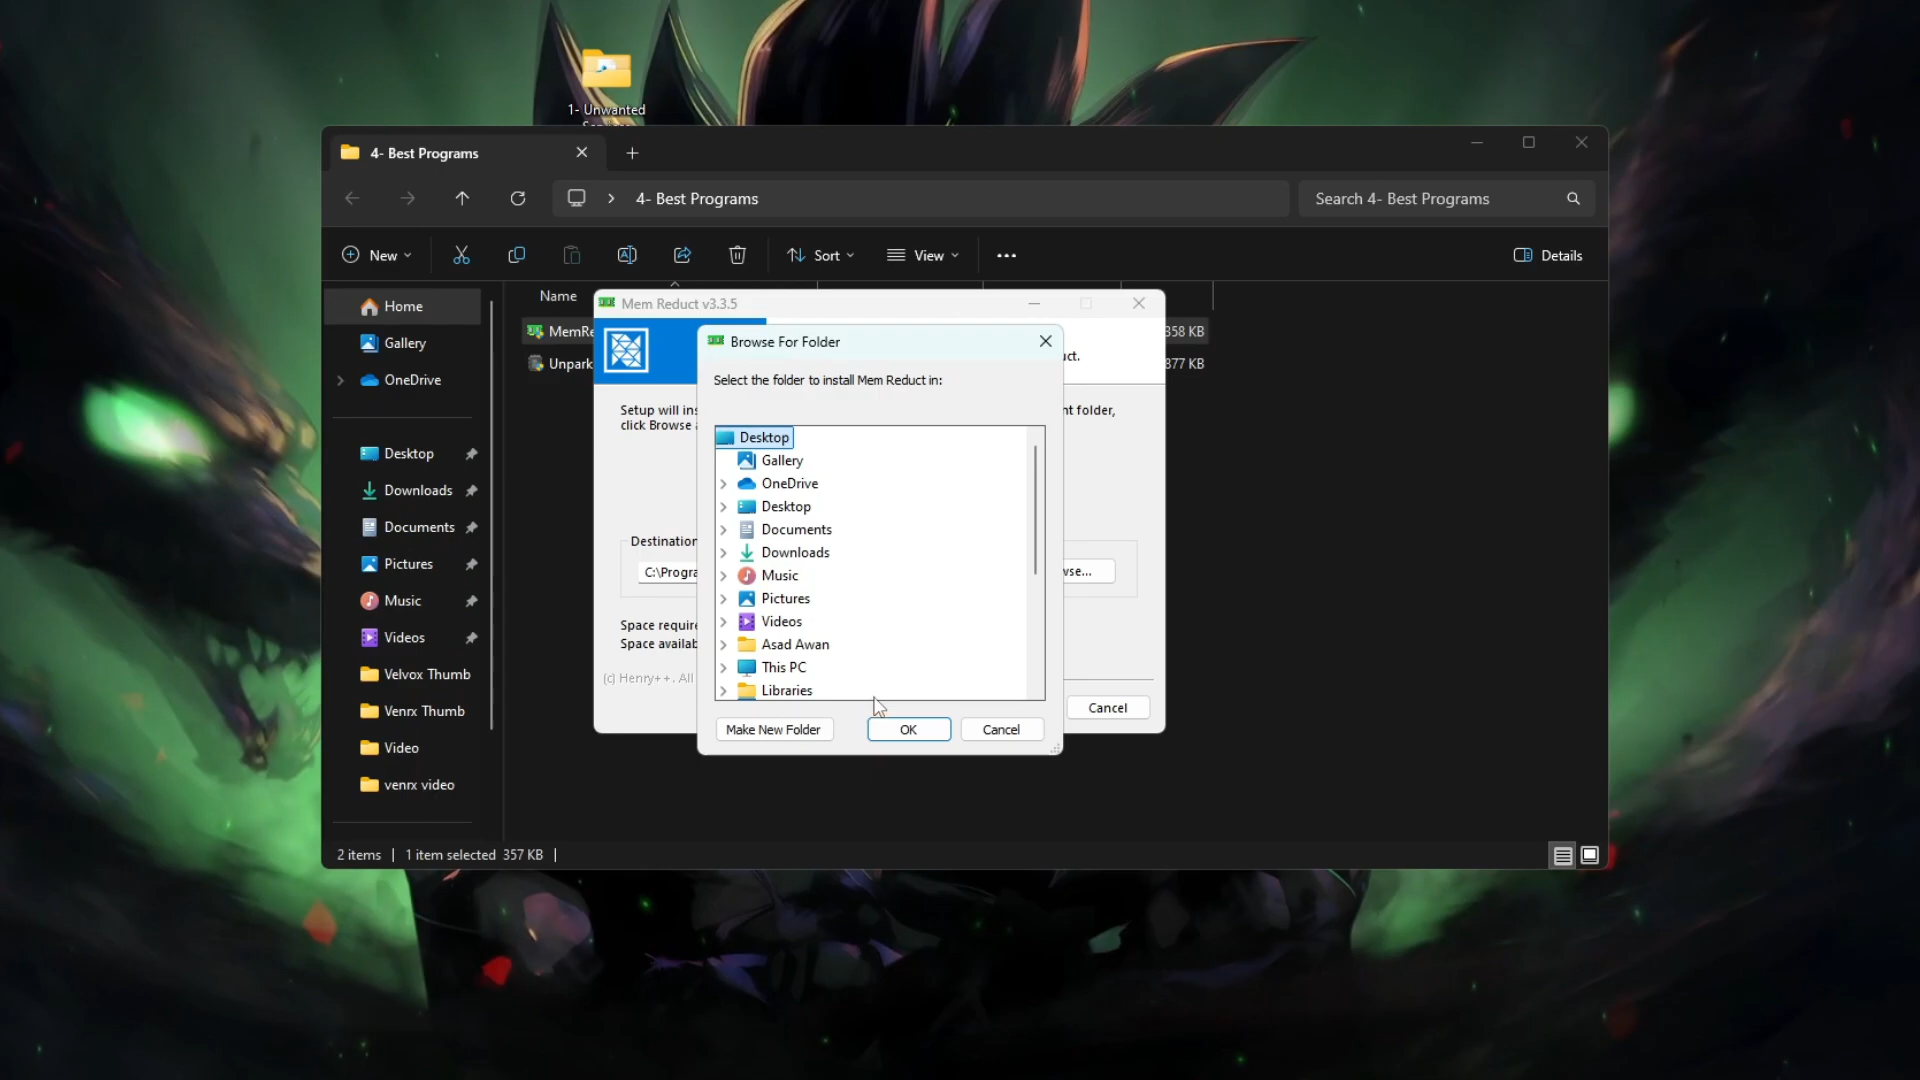 1- Unwanted
4- Best Programs
4- Best Programs
Search 4- Best Programs
New
Sort
View
Details
Home
Gallery
OneDrive
Desktop
Downloads
Documents
Pictures
Music
Videos
Velvox Thumb
Venrx Thumb
Video
venrx video
Name
MemRe
358 KB
Unpark
377 KB
Mem Reduct v3.3.5
uct.
Setup will ins
nt folder,
click Browse a
Destination
C:\Progra
wse...
Space require
Space availab
(c) Henry++. All
Cancel
Browse For Folder
Select the folder to install Mem Reduct in:
Desktop
Gallery
OneDrive
Desktop
Documents
Downloads
Music
Pictures
Videos
Asad Awan
This PC
Libraries
Make New Folder
OK
Cancel
2 items
1 item selected 357 KB